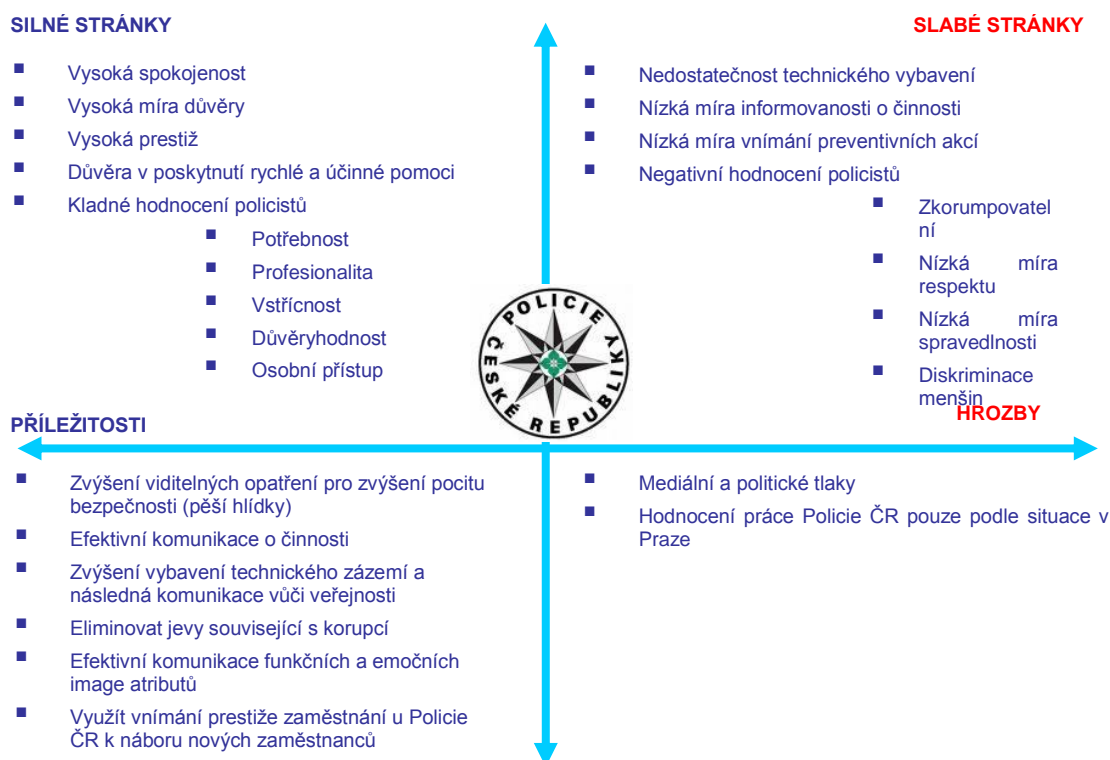 SILNÉ STRÁNKY
Vysoká spokojenost
Vysoká míra důvěry
Vysoká prestiž
Důvěra v poskytnutí rychlé a účinné pomoci
Kladné hodnocení policistů
Potřebnost
Profesionalita
Vstřícnost
Důvěryhodnost
Osobní přístup
SLABÉ STRÁNKY
Nedostatečnost technického vybavení
Nízká míra informovanosti o činnosti
Nízká míra vnímání preventivních akcí
Negativní hodnocení policistů
Zkorumpovatel
ní
Nízká míra
respektu
Nízká míra
spravedlnosti
Diskriminace
menšin
POLICIE
ČESKÉ REPUBLIKY
PŘÍLEŽITOSTI
Zvýšení viditelných opatření pro zvýšení pocitu
bezpečnosti (pěší hlídky)
Efektivní komunikace o činnosti
Zvýšení vybavení technického zázemí a
následná komunikace vůči veřejnosti
Eliminovat jevy související s korupcí
Efektivní komunikace funkčních a emočních
image atributů
Využít vnímání prestiže zaměstnání u Policie
ČR k náboru nových zaměstnanců
HROZBY
Mediální a politické tlaky
Hodnocení práce Policie ČR pouze podle situace v
Praze